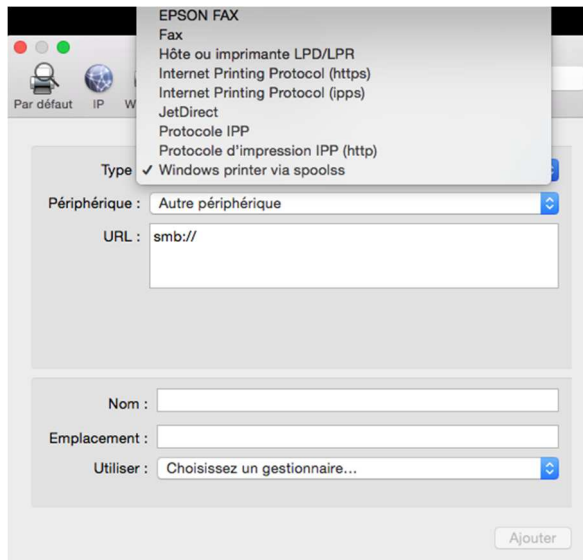 EPSON FAX
Fax
Hôte ou imprimante LPD/LPR
Internet Printing Protocol (https)
Internet Printing Protocol (ipps)
JetDirect
Protocole IPP
Protocole d'impression IPP (http)
✓ Windows printer via spoolss
Par défaut IP W
Type
Périphérique : Autre périphérique
URL : smb://
Nom :
Emplacement :
Utiliser : Choisissez un gestionnaire...
Ajouter